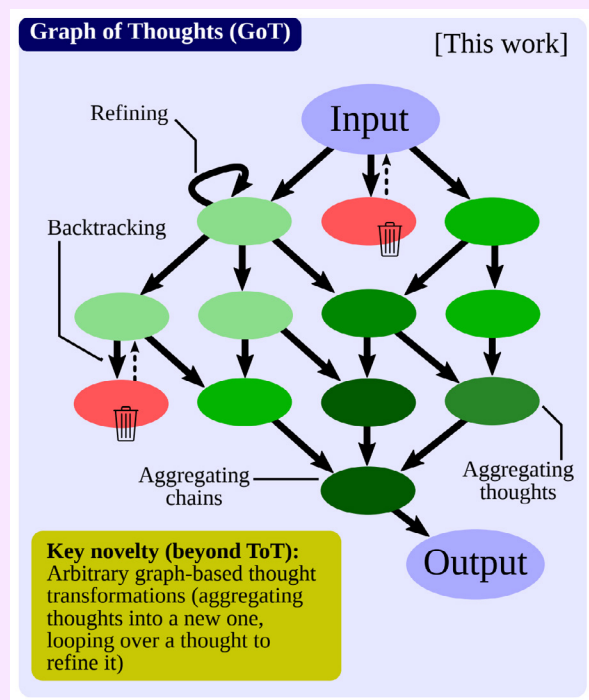 Graph of Thoughts (GoT)
[This work]
Refining
Input
Backtracking
Aggregating
chains
Aggregating
thoughts
Output
Key novelty (beyond ToT):
Arbitrary graph-based thought
transformations (aggregating
thoughts into a new one,
looping over a thought to
refine it)